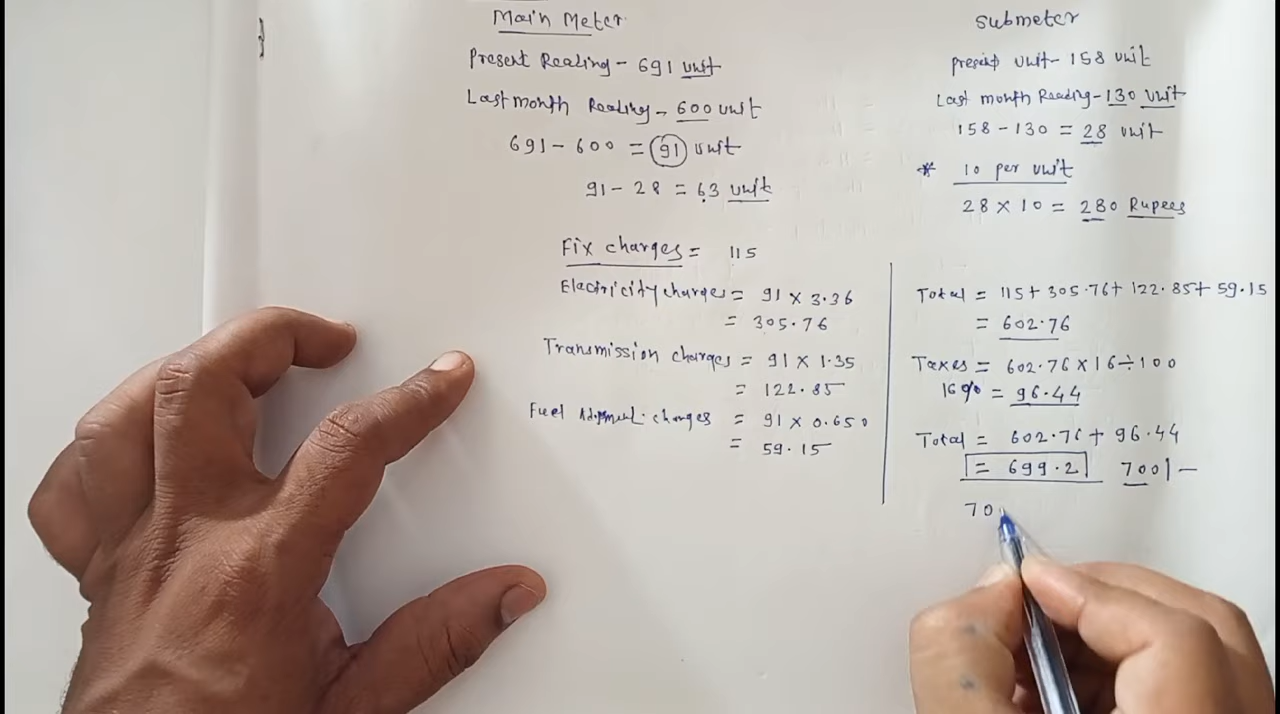 Main Meter
Present Reading - 691 unit
Last month Reading - 600 unit
691 - 600 = 91 unit
91 - 28 = 63 unit
Submeter
present unit - 158 unit
Last month Reading - 130 unit
158 - 130 = 28 unit
* 10 per unit
28 × 10 = 280 Rupees
Fix charges = 115
Electricity charges = 91 × 3.36
= 305.76
Transmission charges = 91 × 1.35
= 122.85
Fuel charges = 91 × 0.650
= 59.15
Total = 115 + 305.76 + 122.85 + 59.15
= 602.76
Taxes = 602.76 × 16 ÷ 100
16% = 96.44
Total = 602.76 + 96.44
= 699.2 700/-
70